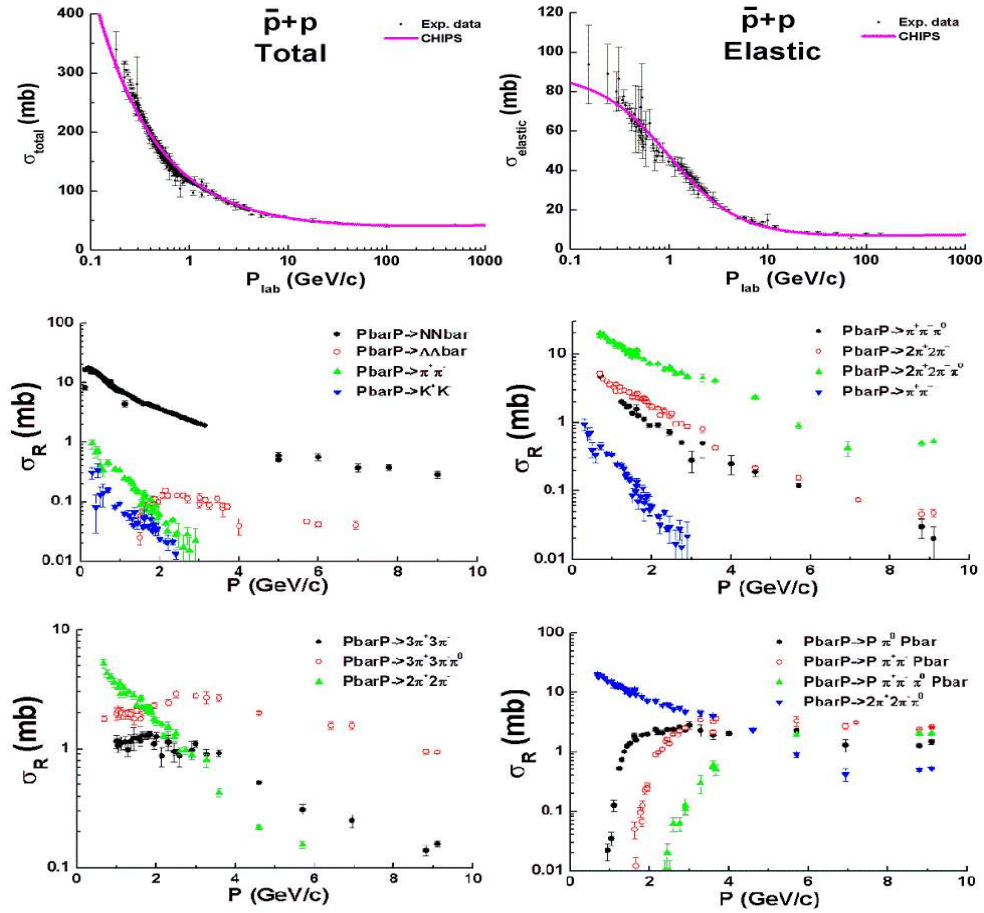 p̄+p
Total
Exp. data
CHIPS
400
300
200
100
0
σtotal (mb)
0.1 1 10 100 1000
Plab (GeV/c)
p̄+p
Elastic
Exp. data
CHIPS
120
100
80
60
40
20
0
σelastic (mb)
0.1 1 10 100 1000
Plab (GeV/c)
PbarP->NNbar
PbarP->ΛΛbar
PbarP->π⁺π⁻
PbarP->K⁺K⁻
100
10
1
0.1
0.01
σR (mb)
0 2 4 6 8 10
P (GeV/c)
PbarP->π⁺π⁻π⁰
PbarP->2π⁺2π⁻
PbarP->2π⁺2π⁻π⁰
PbarP->π⁺π⁻
10
1
0.1
0.01
σR (mb)
0 2 4 6 8 10
P (GeV/c)
PbarP->3π⁺3π⁻
PbarP->3π⁺3π⁻π⁰
PbarP->2π⁺2π⁻
10
1
0.1
σR (mb)
0 2 4 6 8 10
P (GeV/c)
PbarP->P π⁰ Pbar
PbarP->P π⁺π⁻ Pbar
PbarP->P π⁺π⁻π⁰ Pbar
PbarP->2π⁺2π⁻π⁰
100
10
1
0.1
0.01
σR (mb)
0 2 4 6 8 10
P (GeV/c)